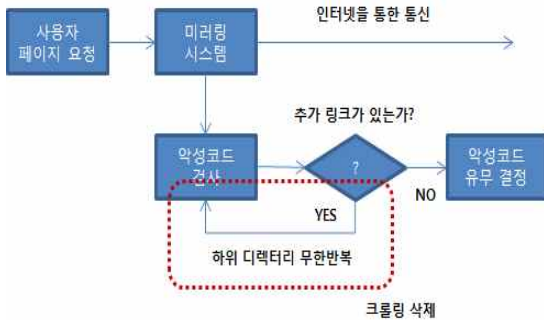 사용자
페이지 요청
미러링
시스템
인터넷을 통한 통신
추가 링크가 있는가?
악성코드
검사
?
악성코드
유무 결정
NO
YES
하위 디렉터리 무한반복
크롤링 삭제